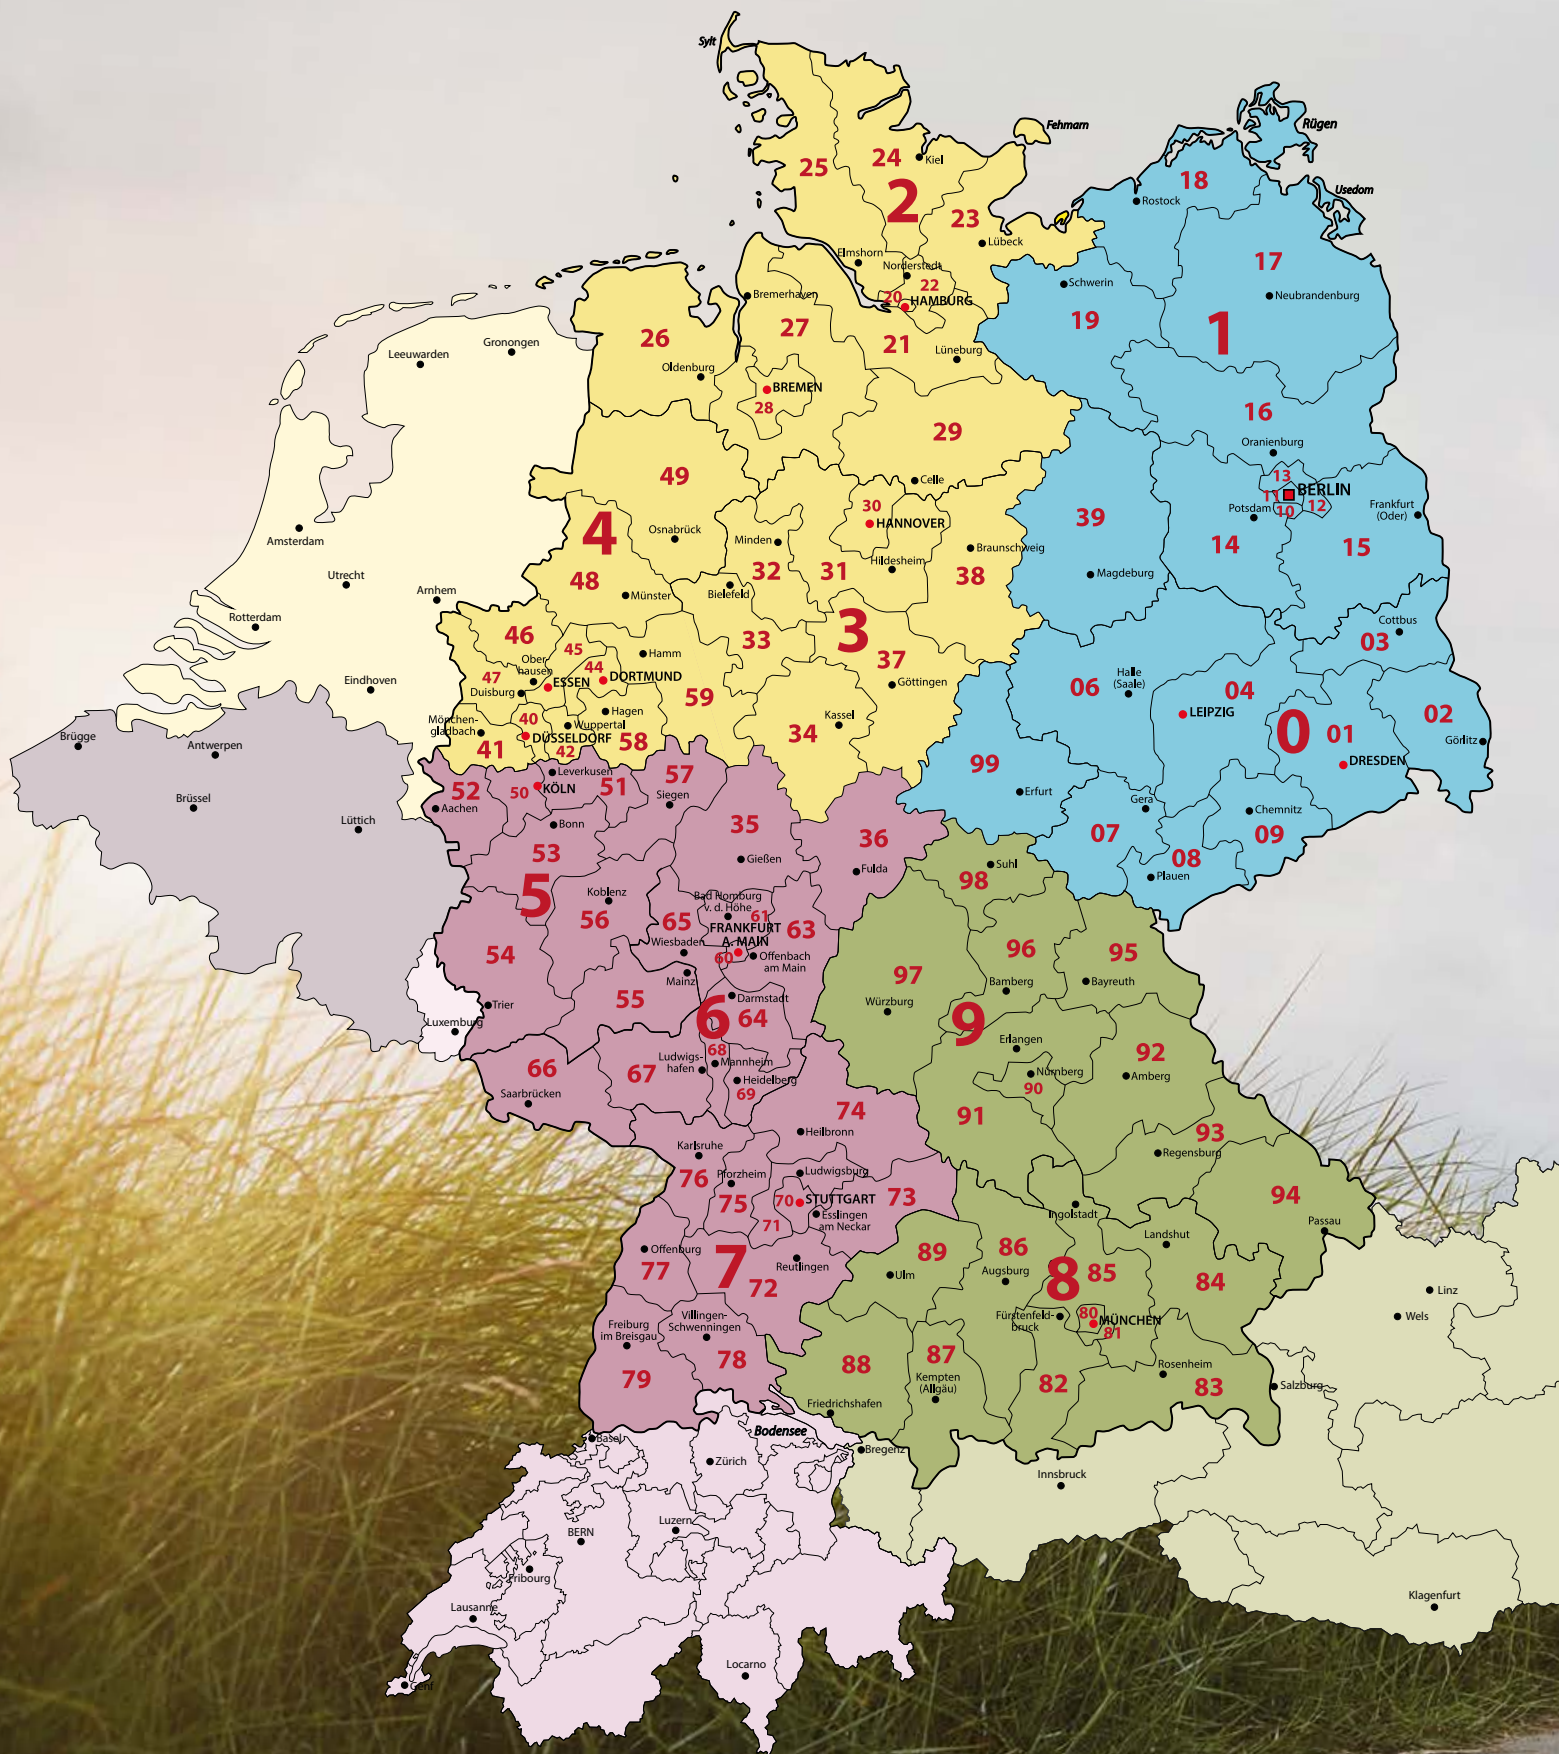 Sylt
Fehmarn
Rügen
25
24
Kiel
18
Usedom
2
Rostock
23
Lübeck
Elmshorn
Norderstedt
17
22
Schwerin
Bremerhaven
20
HAMBURG
Neubrandenburg
27
19
1
26
21
Gronongen
Leeuwarden
Lüneburg
Oldenburg
BREMEN
28
16
29
Oranienburg
49
13
Celle
BERLIN
11
12
30
10
Potsdam
Frankfurt
(Oder)
HANNOVER
39
Amsterdam
4
Osnabrück
Minden
14
15
Braunschweig
Hildesheim
32
31
38
Magdeburg
Utrecht
48
Bielefeld
Münster
Arnhem
Rotterdam
Cottbus
46
33
3
03
45
Hamm
37
Ober-
hausen
44
Halle
(Saale)
47
DORTMUND
ESSEN
Eindhoven
Duisburg
59
Göttingen
06
04
Hagen
LEIPZIG
02
Mönchen-
gladbach
40
Wuppertal
Kassel
34
0
01
DÜSSELDORF
58
Brügge
Antwerpen
41
42
Görlitz
99
DRESDEN
Leverkusen
57
52
50
KÖLN
51
Siegen
Erfurt
Gera
Brüssel
Aachen
Chemnitz
Lüttich
Bonn
35
36
07
09
53
Gießen
08
Suhl
Fulda
98
Plauen
5
Koblenz
Bad Homburg
v. d. Höhe
56
65
61
63
FRANKFURT
A. MAIN
Wiesbaden
96
95
54
60
Offenbach
am Main
Mainz
97
Bamberg
Bayreuth
55
Darmstadt
Trier
Würzburg
6
64
9
Luxemburg
Erlangen
68
92
66
67
Ludwigs-
hafen
Mannheim
Nürnberg
Amberg
Heidelberg
90
Saarbrücken
69
74
91
Heilbronn
93
Karlsruhe
Regensburg
76
Pforzheim
Ludwigsburg
75
70
STUTTGART
73
94
71
Esslingen
am Neckar
Ingolstadt
Passau
Offenburg
Landshut
89
86
77
7
Reutlingen
72
Ulm
Augsburg
8
85
84
Linz
Villingen-
Schwenningen
Fürstenfeld-
bruck
80
MÜNCHEN
Wels
Freiburg
im Breisgau
81
78
88
87
Rosenheim
79
Kempten
(Allgäu)
82
83
Salzburg
Friedrichshafen
Bodensee
Basel
Bregenz
Zürich
Innsbruck
Luzern
BERN
Fribourg
Klagenfurt
Lausanne
Locarno
Genf